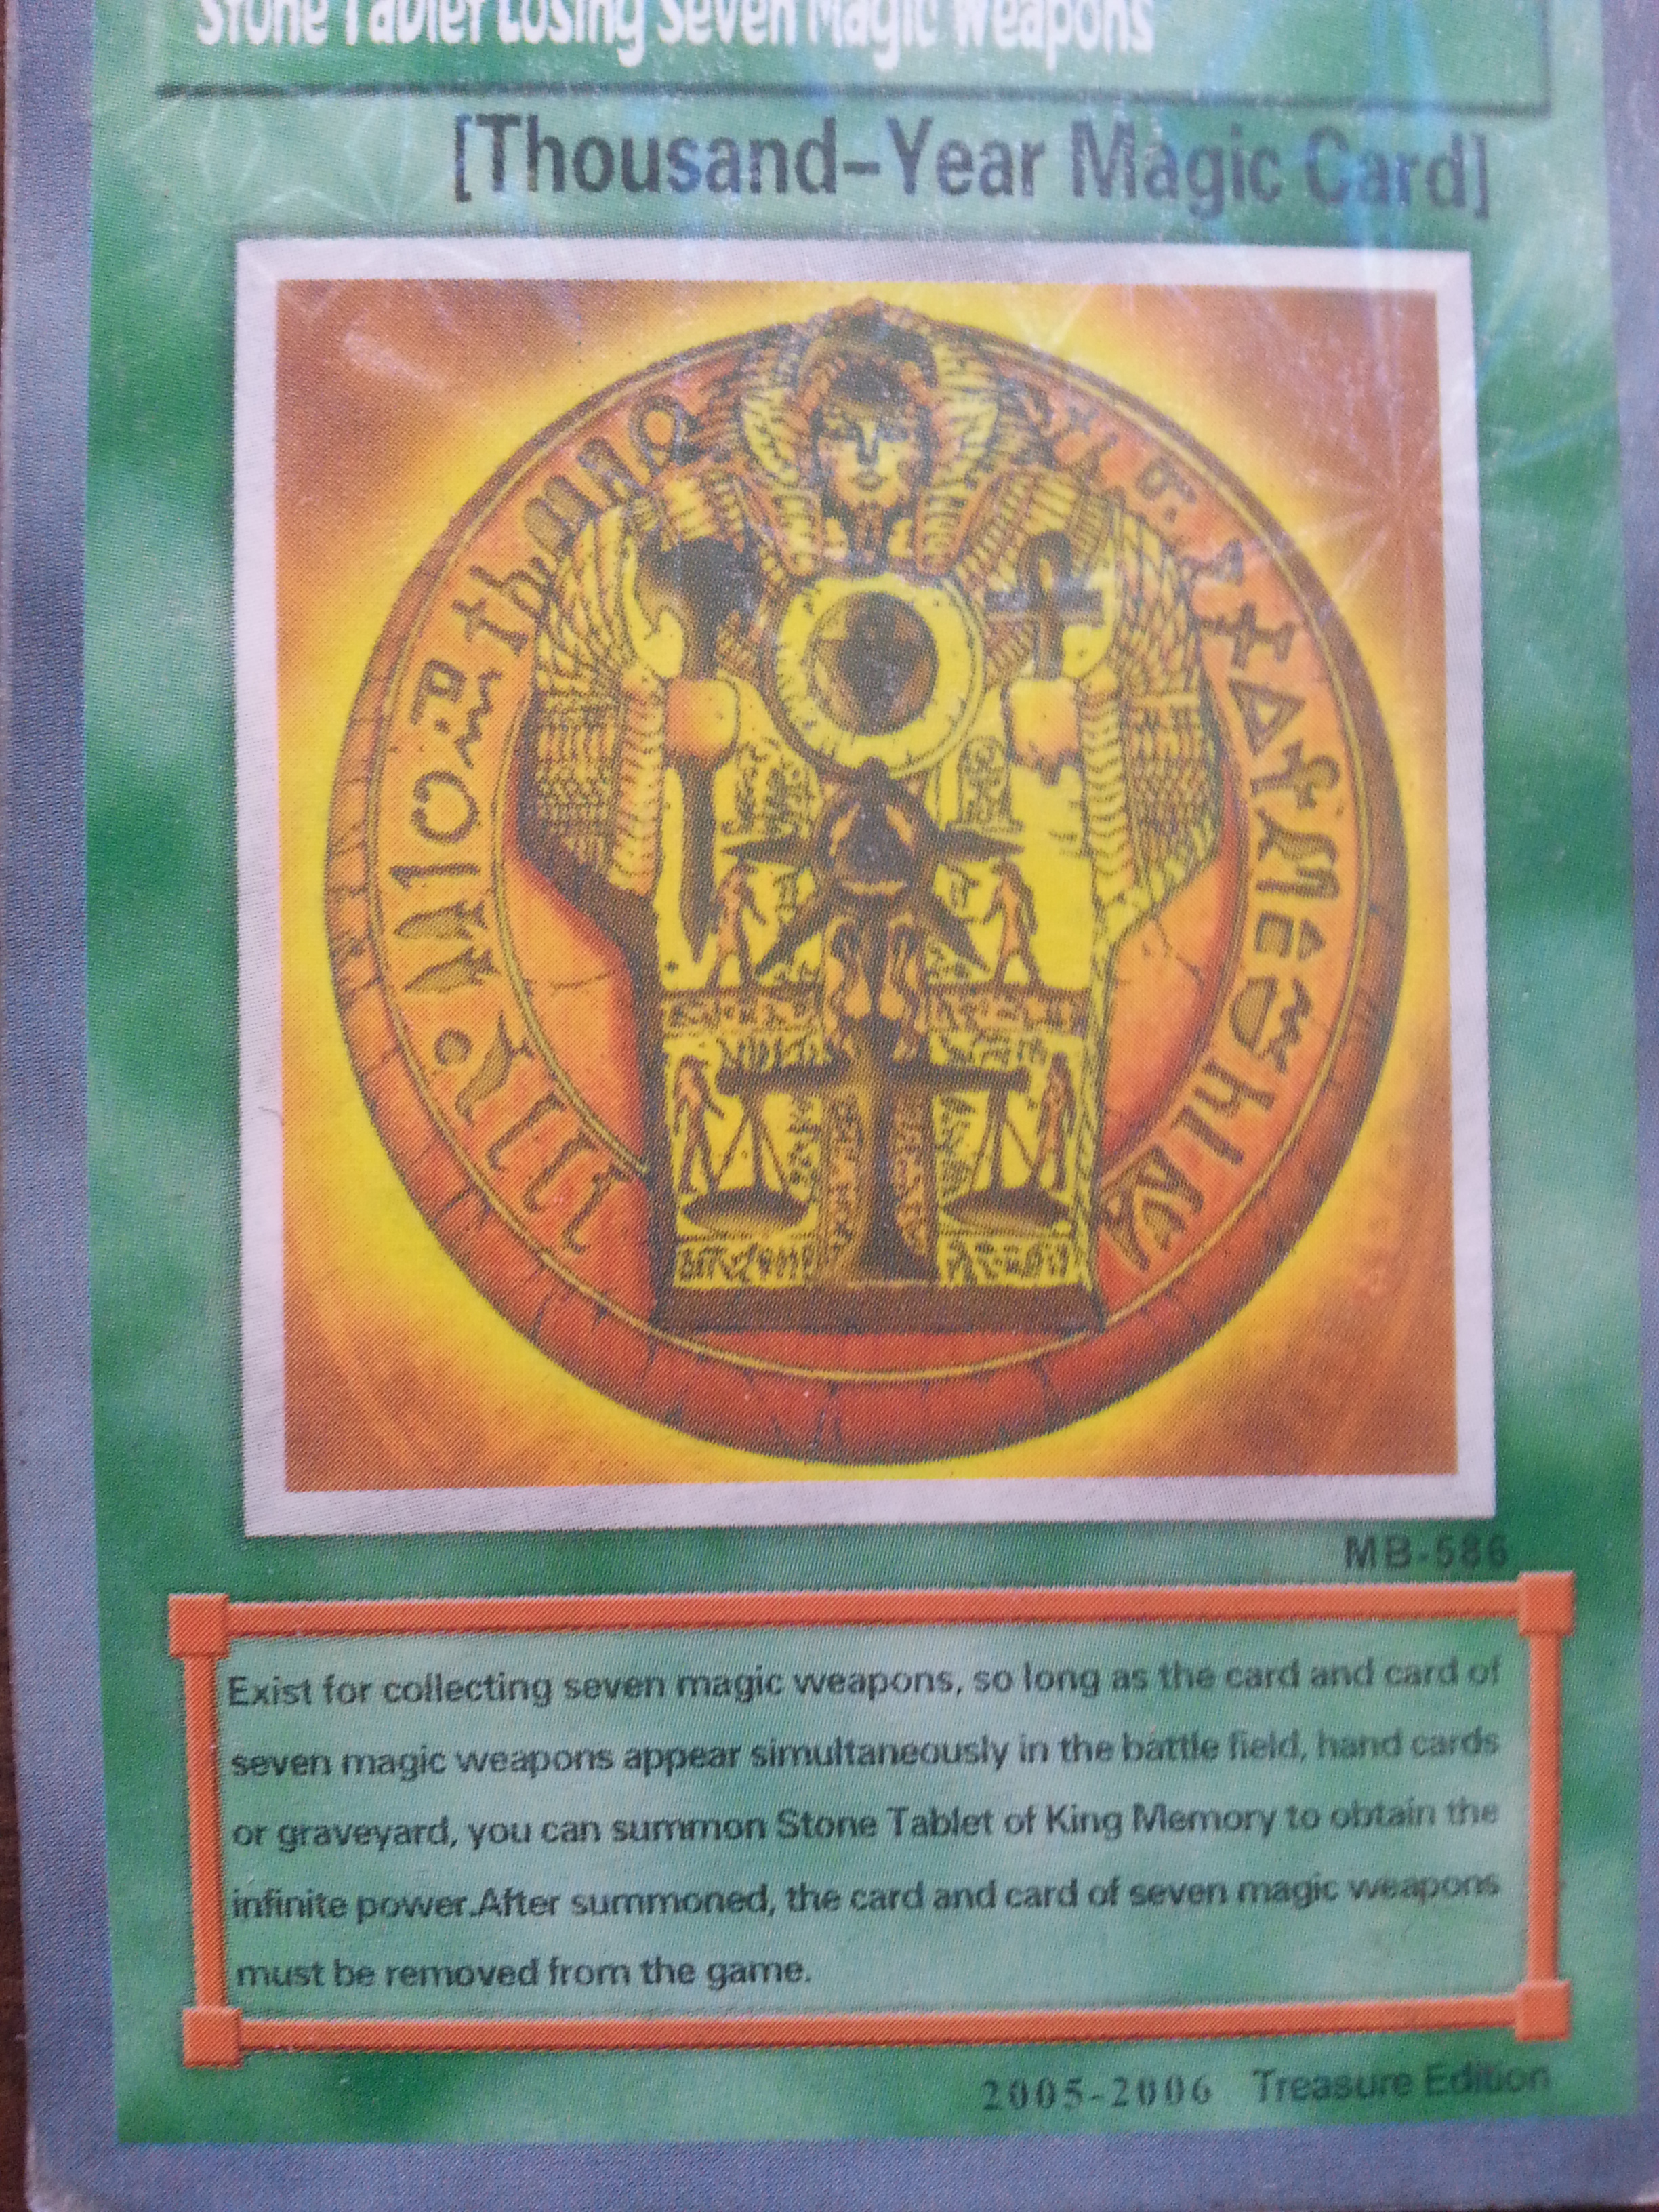 Stone Tablet Losing Seven Magic Weapons
[Thousand-Year Magic Card]
MB-586
Exist for collecting seven magic weapons, so long as the card and card of
seven magic weapons appear simultaneously in the battle field, hand cards
or graveyard, you can summon Stone Tablet of King Memory to obtain the
infinite power.After summoned, the card and card of seven magic weapons
must be removed from the game.
2005-2006 Treasure Edition